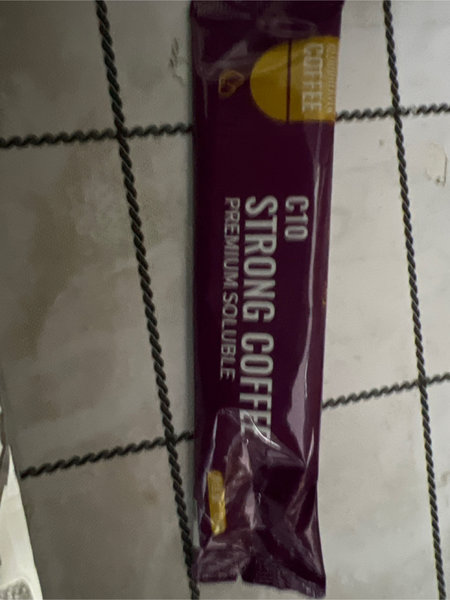 COFFEE
C10
STRONG COFFEE
PREMIUM SOLUBLE